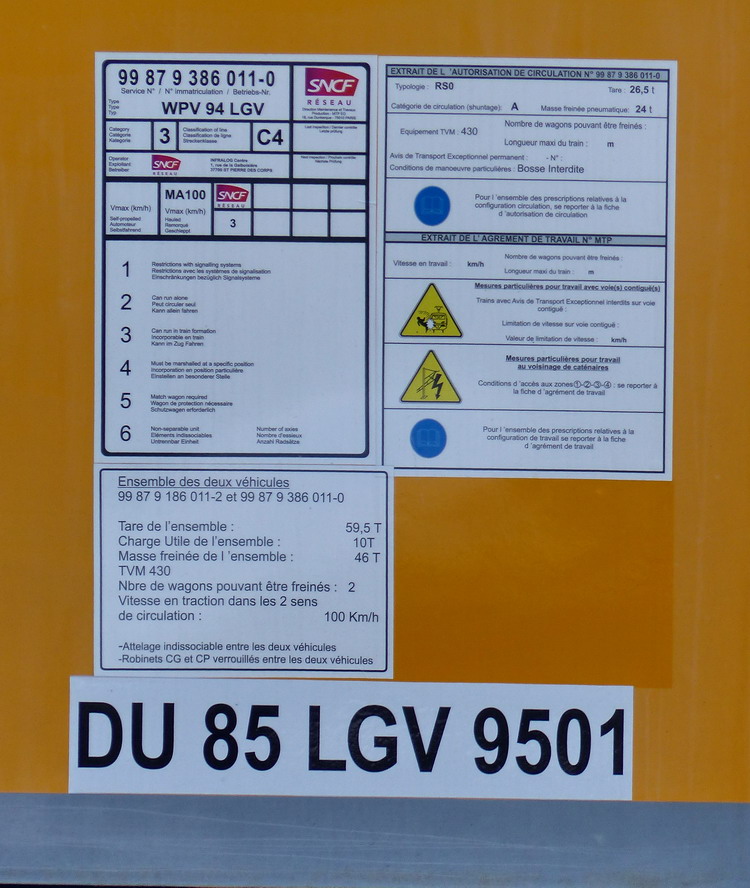 99 87 9 386 011-0
Service N° / N° immatriculation / Betriebs-Nr.
Type
Type
Typ
WPV 94 LGV
SNCF
RÉSEAU
Category
Catégorie
Kategorie
3
Classification of line
Classification de ligne
Streckenklasse
C4
Operator
Exploitant
Betreiber
SNCF
RÉSEAU
INFRALOG Centre
1, rue de la
37700 ST PIERRE DES CORPS
Vmax (km/h)
Self-propelled
Automoteur
Selbstfahrend
MA100
Vmax (km/h)
Hauled
Remorqué
Geschleppt
SNCF
RÉSEAU
3
1
Restrictions with signalling systems
Restrictions avec les systèmes de signalisation
Einschränkungen bezüglich Signalsysteme
2
Can run alone
Peut circuler seul
Kann allein fahren
3
Can run in train formation
Incorporable en train
Kann im Zug Fahren
4
Must be marshalled at a specific position
Incorporation en position particulière
Einstellen an besonderer Stelle
5
Match wagon required
Wagon de protection nécessaire
Schutzwagen erforderlich
6
Non-separable unit
Eléments indissociables
Untrennbar Einheit
Number of axles
Nombre d'essieux
Anzahl Radsätze
EXTRAIT DE L 'AUTORISATION DE CIRCULATION N° 99 87 9 386 011-0
Typologie : RS0
Tare : 26,5 t
Catégorie de circulation (shuntage): A
Masse freinée pneumatique: 24 t
Equipement TVM : 430
Nombre de wagons pouvant être freinés :
Longueur maxi du train : m
Avis de Transport Exceptionnel permanent : - N° :
Conditions de manoeuvre particulières : Bosse Interdite
Pour l 'ensemble des prescriptions relatives à la
configuration circulation, se reporter à la fiche
d 'autorisation de circulation
EXTRAIT DE L' AGREMENT DE TRAVAIL N° MTP
Vitesse en travail : km/h
Nombre de wagons pouvant être freinés :
Longueur maxi du train : m
Mesures particulières pour travail avec voie(s) contiguë(s)
Trains avec Avis de Transport Exceptionnel interdits sur voie
contiguë :
Limitation de vitesse sur voie contiguë :
Valeur de limitation de vitesse : km/h
Mesures particulières pour travail
au voisinage de caténaires
Conditions d 'accès aux zones①-②-③-④ : se reporter à
la fiche d 'agrément de travail
Pour l 'ensemble des prescriptions relatives à la
configuration de travail se reporter à la fiche
d 'agrément de travail
Ensemble des deux véhicules
99 87 9 186 011-2 et 99 87 9 386 011-0
Tare de l'ensemble : 59,5 T
Charge Utile de l'ensemble : 10T
Masse freinée de l 'ensemble : 46 T
TVM 430
Nbre de wagons pouvant être freinés : 2
Vitesse en traction dans les 2 sens
de circulation : 100 Km/h
-Attelage indissociable entre les deux véhicules
-Robinets CG et CP verrouillés entre les deux véhicules
DU 85 LGV 9501